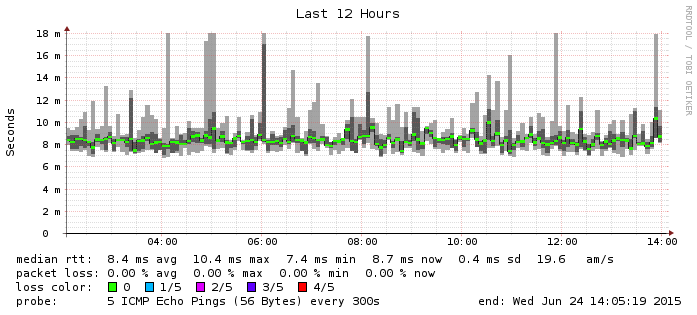 Last 12 Hours
RRDTOOL / TOBI OETIKER
Seconds
18 m
16 m
14 m
12 m
10 m
8 m
6 m
4 m
2 m
0
04:00 06:00 08:00 10:00 12:00 14:00
median rtt: 8.4 ms avg 10.4 ms max 7.4 ms min 8.7 ms now 0.4 ms sd 19.6 am/s
packet loss: 0.00 % avg 0.00 % max 0.00 % min 0.00 % now
loss color: 0 1/5 2/5 3/5 4/5
probe: 5 ICMP Echo Pings (56 Bytes) every 300s end: Wed Jun 24 14:05:19 2015